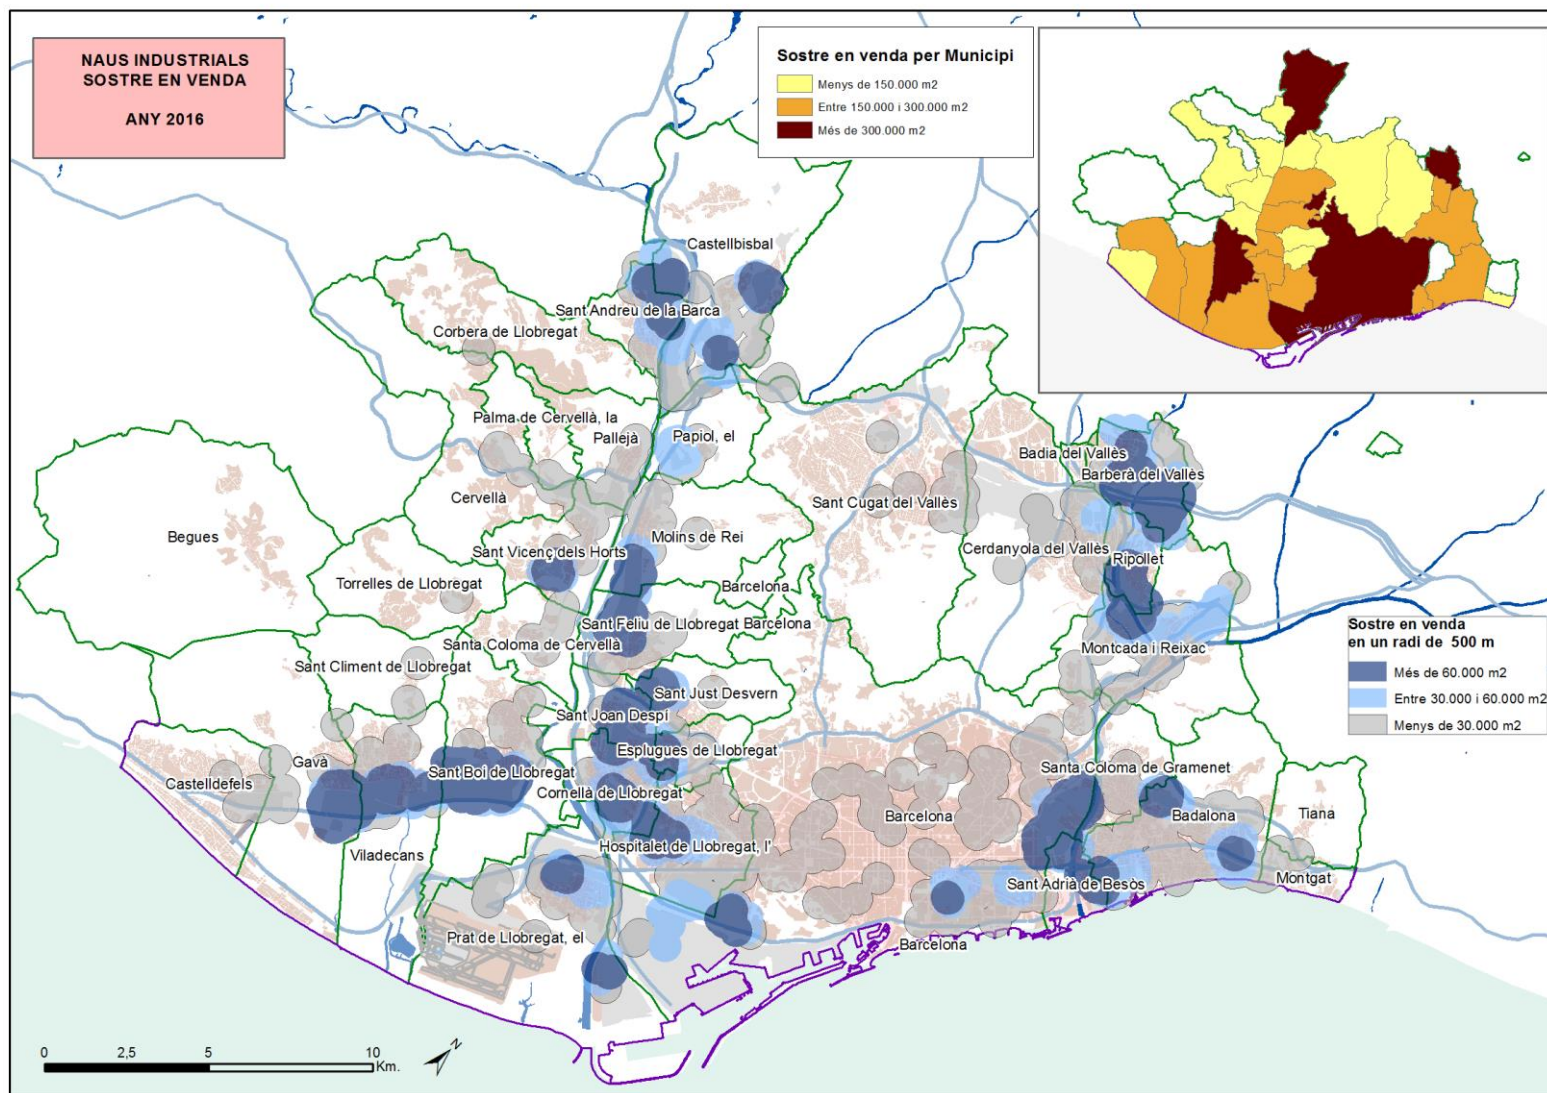 NAUS INDUSTRIALS
SOSTRE EN VENDA
ANY 2016
Sostre en venda per Municipi
Menys de 150.000 m2
Entre 150.000 i 300.000 m2
Més de 300.000 m2
Castellbisbal
Sant Andreu de la Barca
Corbera de Llobregat
Palma de Cervellà, la
Pallejà
Papiol, el
Badia del Vallès
Barberà del Vallès
Cervellà
Sant Cugat del Vallès
Begues
Molins de Rei
Sant Vicenç dels Horts
Cerdanyola del Vallès
Ripollet
Torrelles de Llobregat
Barcelona
Sant Feliu de Llobregat
Barcelona
Santa Coloma de Cervellà
Montcada i Reixac
Sostre en venda
en un radi de 500 m
Més de 60.000 m2
Entre 30.000 i 60.000 m2
Menys de 30.000 m2
Sant Climent de Llobregat
Sant Just Desvern
Sant Joan Despí
Esplugues de Llobregat
Gavà
Sant Boi de Llobregat
Santa Coloma de Gramenet
Castelldefels
Cornellà de Llobregat
Barcelona
Badalona
Tiana
Hospitalet de Llobregat, l'
Viladecans
Sant Adrià de Besòs
Montgat
Prat de Llobregat, el
Barcelona
0 2,5 5 10
Km.
N